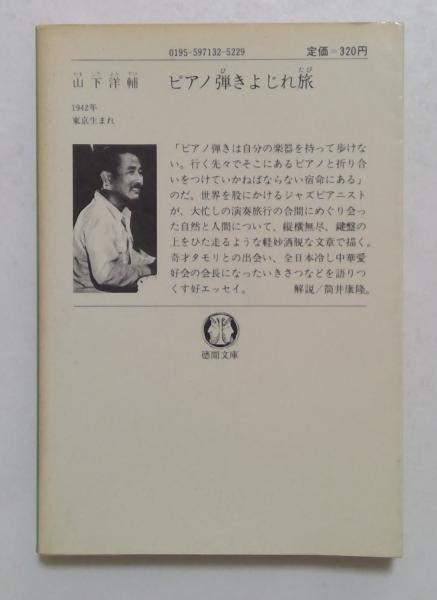 0195-597132-5229 定価=320円
やました ようすけ ひ たび
山下洋輔 ピアノ弾きよじれ旅
1942年
東京生まれ
「ピアノ弾きは自分の楽器を持って歩けな
い。行く先々でそこにあるピアノと折り合
いをつけていかねばならない宿命にある」
のだ。世界を股にかけるジャズピアニスト
が、大忙しの演奏旅行の合間にめぐり会っ
た自然と人間について、縦横無尽、鍵盤の
上をひた走るような軽妙洒脱な文章で描く。
奇才タモリとの出会い、全日本冷し中華愛
好会の会長になったいきさつなどを語りつ
くす好エッセイ。 解説/筒井康隆。
徳間文庫